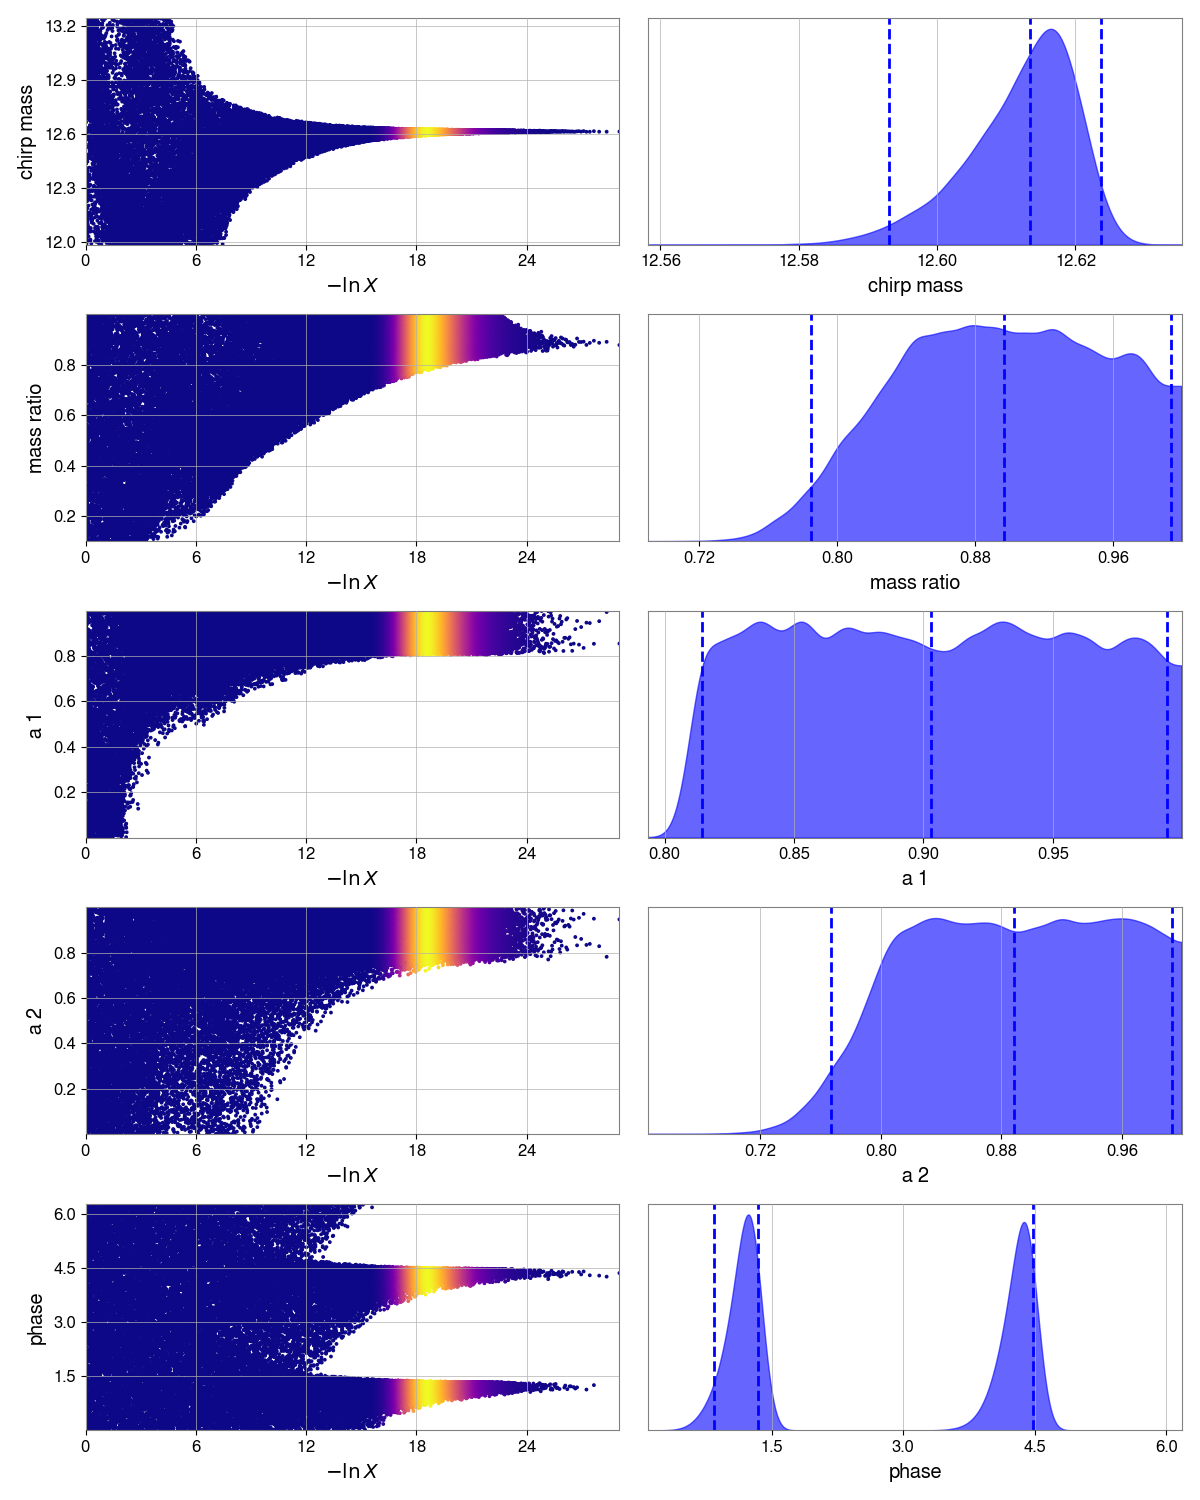 13.2
12.9
12.6
12.3
12.0
chirp mass
0 6 12 18 24
−ln X
12.56 12.58 12.60 12.62
chirp mass
0.8
0.6
0.4
0.2
mass ratio
0 6 12 18 24
−ln X
0.72 0.80 0.88 0.96
mass ratio
0.8
0.6
0.4
0.2
a 1
0 6 12 18 24
−ln X
0.80 0.85 0.90 0.95
a 1
0.8
0.6
0.4
0.2
a 2
0 6 12 18 24
−ln X
0.72 0.80 0.88 0.96
a 2
6.0
4.5
3.0
1.5
phase
0 6 12 18 24
−ln X
1.5 3.0 4.5 6.0
phase